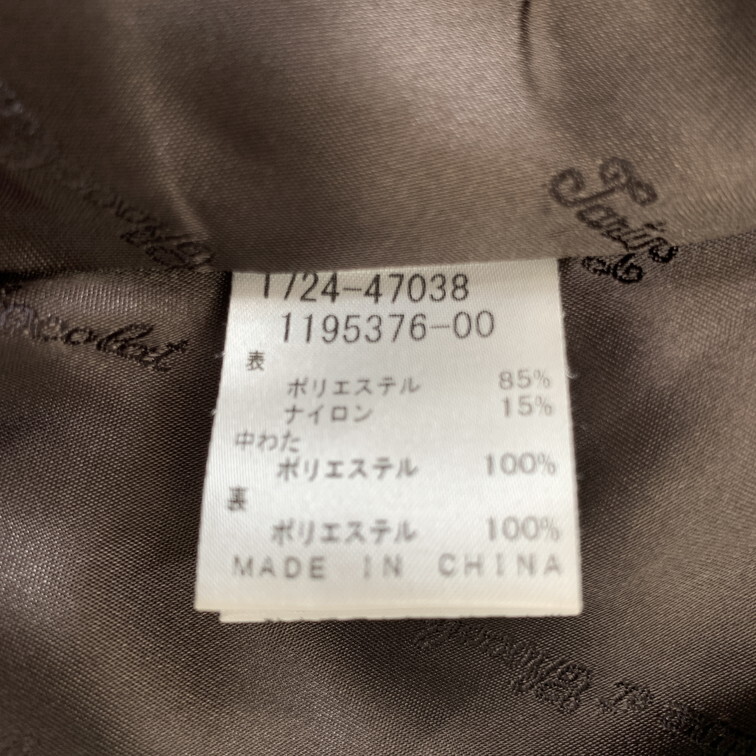 1724-47038
1195376-00
表
ポリエステル 85%
ナイロン 15%
中わた
ポリエステル 100%
裏
ポリエステル 100%
MADE IN CHINA